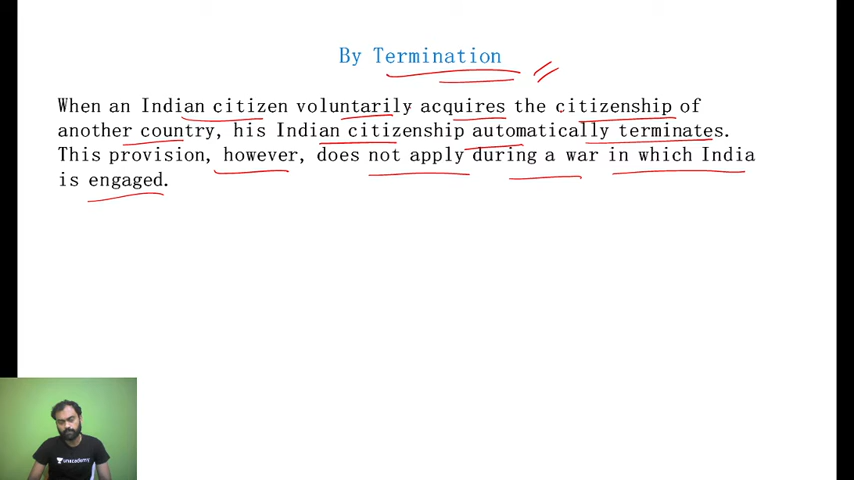 By Termination
When an Indian citizen voluntarily acquires the citizenship of
another country, his Indian citizenship automatically terminates.
This provision, however, does not apply during a war in which India
is engaged.
unacademy